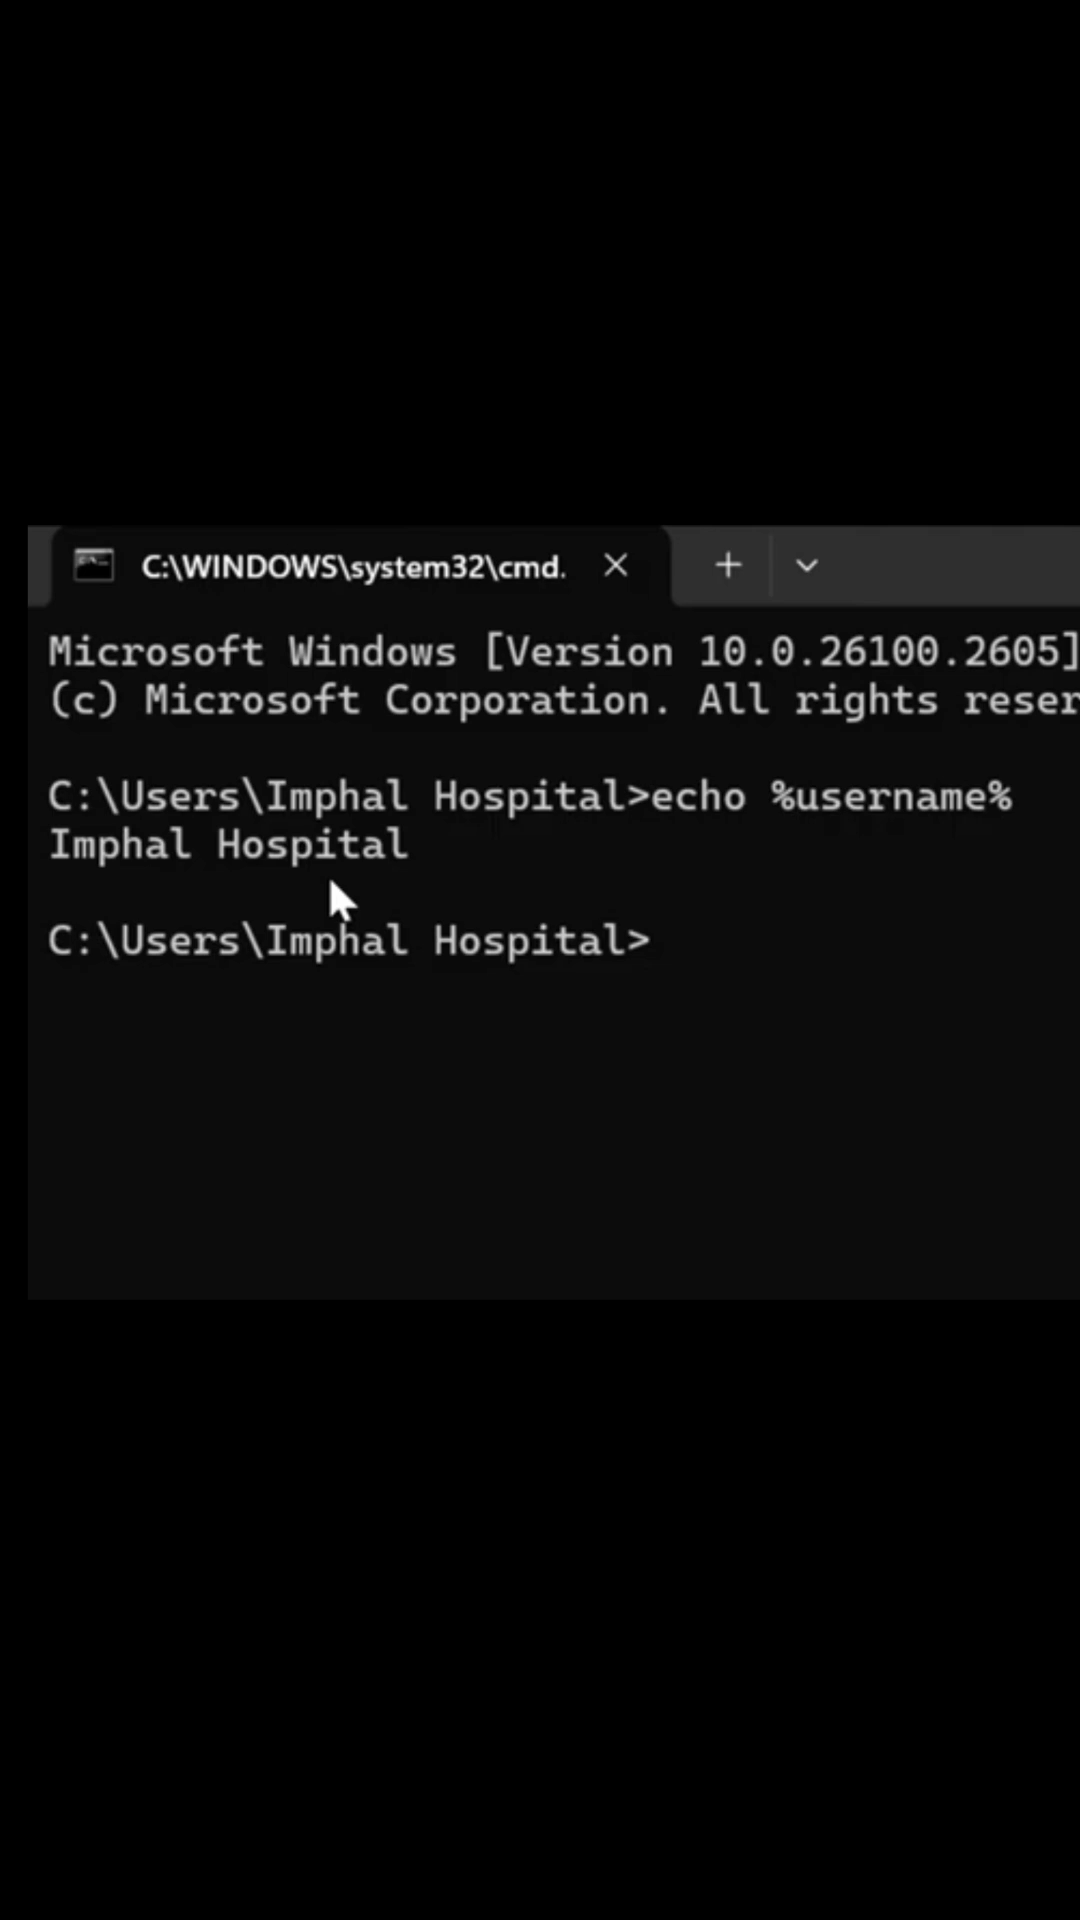 C:\WINDOWS\system32\cmd.
Microsoft Windows [Version 10.0.26100.2605]
(c) Microsoft Corporation. All rights reser
C:\Users\Imphal Hospital>echo %username%
Imphal Hospital
C:\Users\Imphal Hospital>